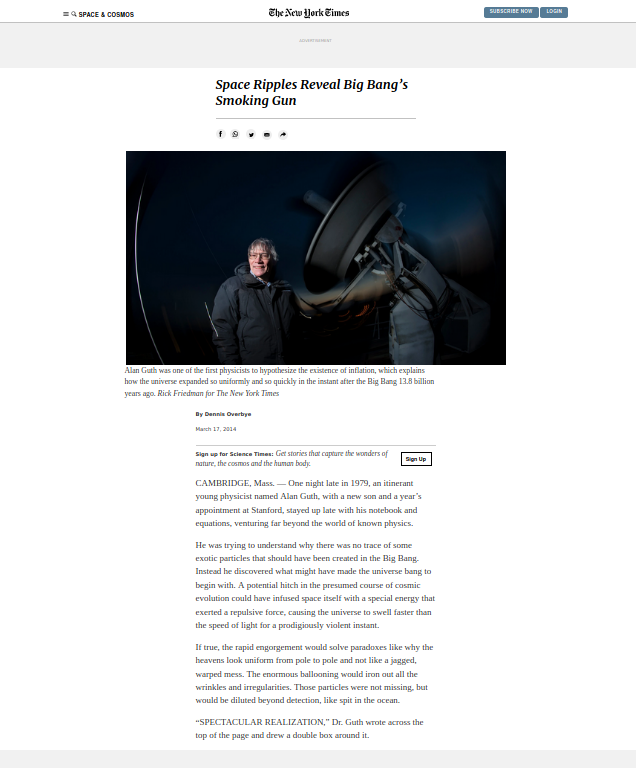 SPACE & COSMOS
The New York Times
SUBSCRIBE NOW
LOGIN
ADVERTISEMENT
Space Ripples Reveal Big Bang’s
Smoking Gun
Alan Guth was one of the first physicists to hypothesize the existence of inflation, which explains
how the universe expanded so uniformly and so quickly in the instant after the Big Bang 13.8 billion
years ago. Rick Friedman for The New York Times
By Dennis Overbye
March 17, 2014
Sign up for Science Times: Get stories that capture the wonders of
nature, the cosmos and the human body.
Sign Up
CAMBRIDGE, Mass. — One night late in 1979, an itinerant
young physicist named Alan Guth, with a new son and a year’s
appointment at Stanford, stayed up late with his notebook and
equations, venturing far beyond the world of known physics.
He was trying to understand why there was no trace of some
exotic particles that should have been created in the Big Bang.
Instead he discovered what might have made the universe bang to
begin with. A potential hitch in the presumed course of cosmic
evolution could have infused space itself with a special energy that
exerted a repulsive force, causing the universe to swell faster than
the speed of light for a prodigiously violent instant.
If true, the rapid engorgement would solve paradoxes like why the
heavens look uniform from pole to pole and not like a jagged,
warped mess. The enormous ballooning would iron out all the
wrinkles and irregularities. Those particles were not missing, but
would be diluted beyond detection, like spit in the ocean.
“SPECTACULAR REALIZATION,” Dr. Guth wrote across the
top of the page and drew a double box around it.